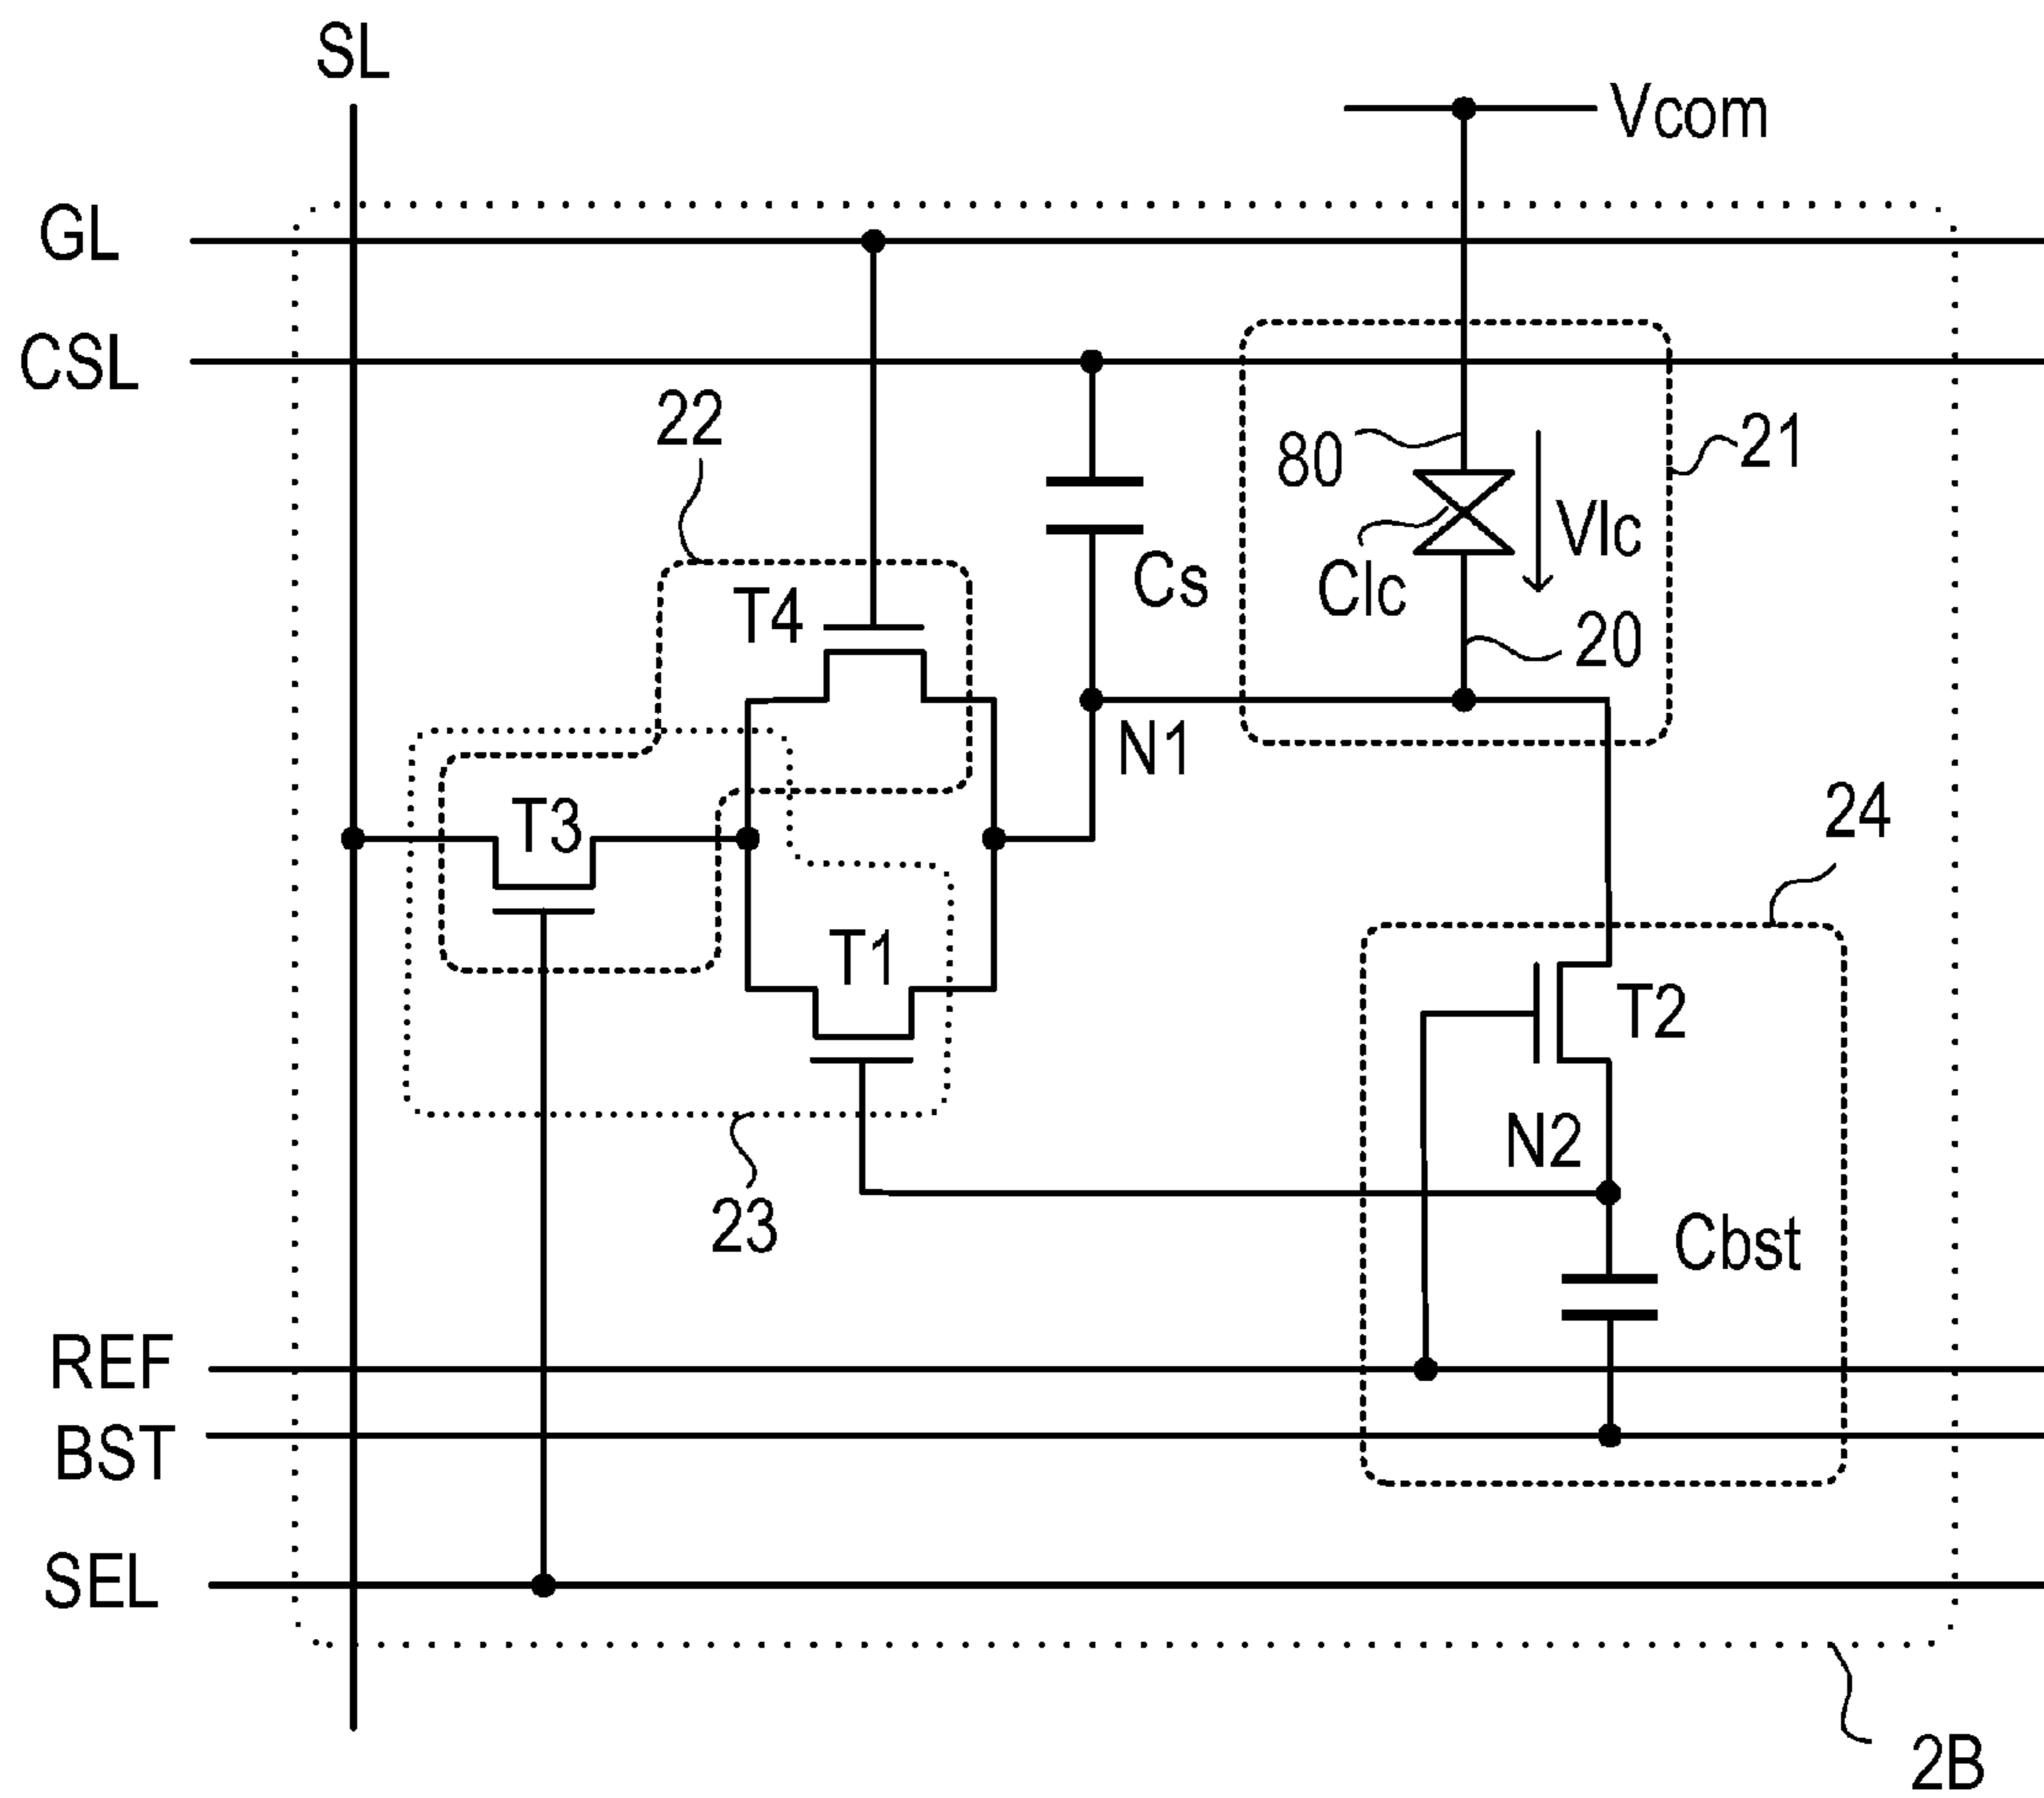 SL
Vcom
GL
CSL
22
80
21
Vlc
Clc
Cs
T4
20
N1
T3
24
T1
T2
N2
23
Cbst
REF
BST
SEL
2B